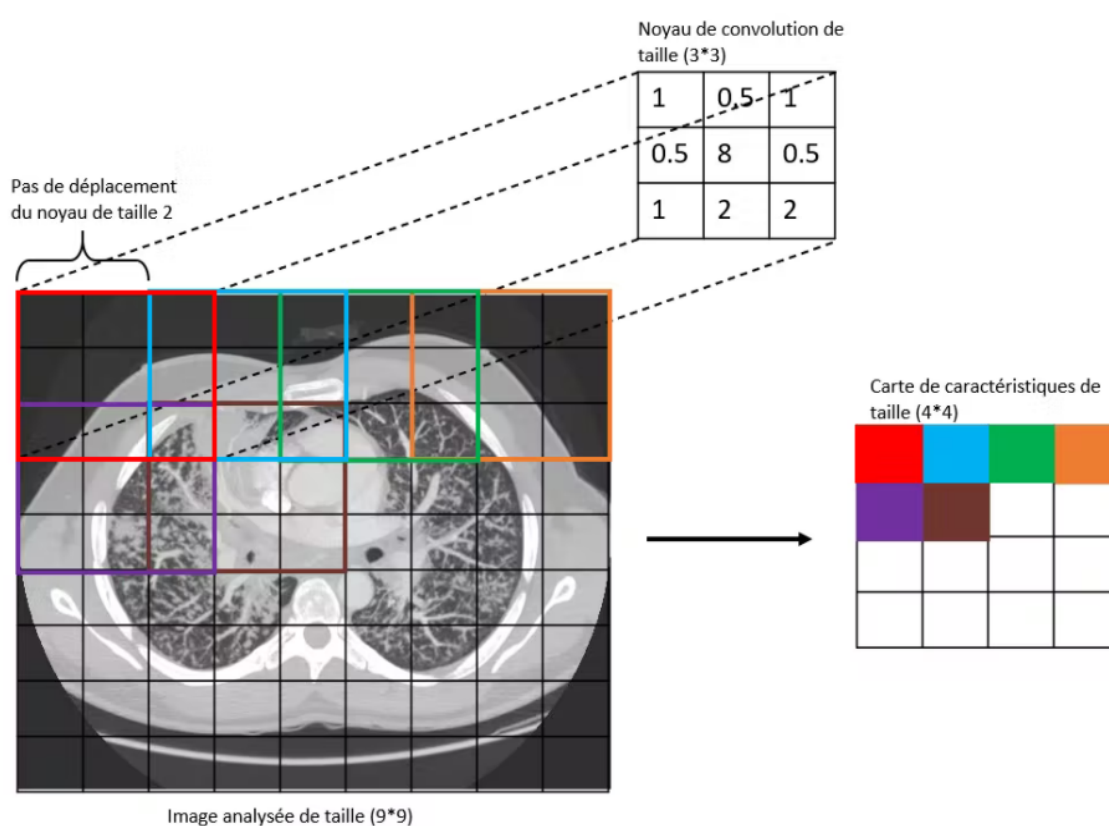 Noyau de convolution de
taille (3*3)
1 0.5 1
0.5 8 0.5
1 2 2
Pas de déplacement
du noyau de taille 2
Carte de caractéristiques de
taille (4*4)
Image analysée de taille (9*9)